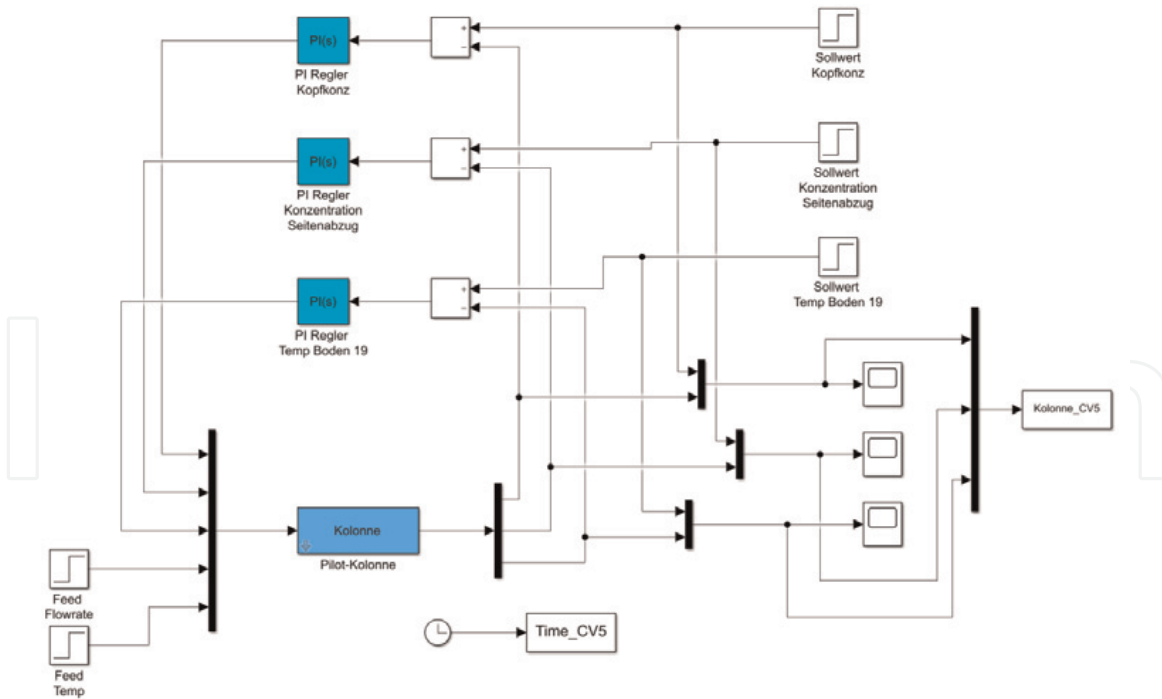 PI(s)
PI Regler
Kopfkonz
+
−
Sollwert
Kopfkonz
PI(s)
PI Regler
Konzentration
Seitenabzug
+
−
Sollwert
Konzentration
Seitenabzug
PI(s)
PI Regler
Temp Boden 19
+
−
Sollwert
Temp Boden 19
Kolonne_CV5
Kolonne
Pilot-Kolonne
Feed
Flowrate
Feed
Temp
Time_CV5